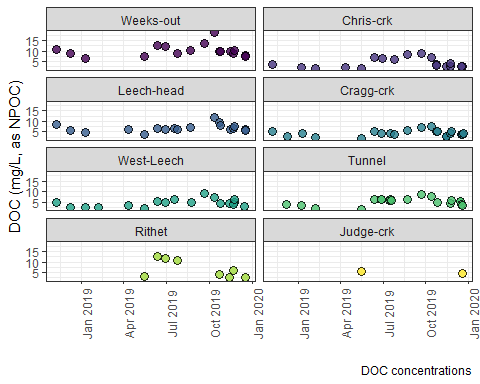 Weeks-out Chris-crk
15
10
5
Leech-head Cragg-crk
15
10
5
DOC (mg/L, as NPOC)
West-Leech Tunnel
15
10
5
Rithet Judge-crk
15
10
5
Jan 2019 Apr 2019 Jul 2019 Oct 2019 Jan 2020 Jan 2019 Apr 2019 Jul 2019 Oct 2019 Jan 2020
DOC concentrations